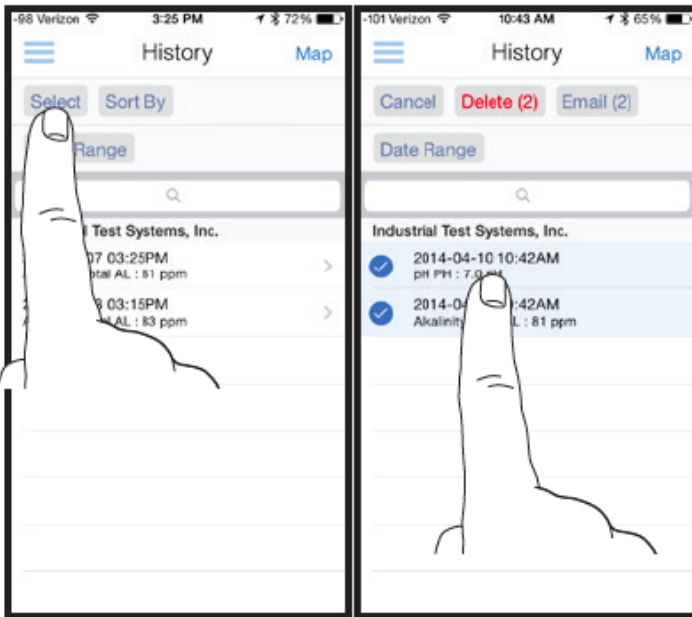 -98 Verizon 3:25 PM 72%
History Map
Select Sort By
Range
Test Systems, Inc.
07 03:25PM
otal AL : 81 ppm
03:15PM
AL : 83 ppm
-101 Verizon 10:43 AM 65%
History Map
Cancel Delete (2) Email (2)
Date Range
Industrial Test Systems, Inc.
2014-04-10 10:42AM
pH PH : 7.0 pH
2014-04 :42AM
Akalinity L : 81 ppm